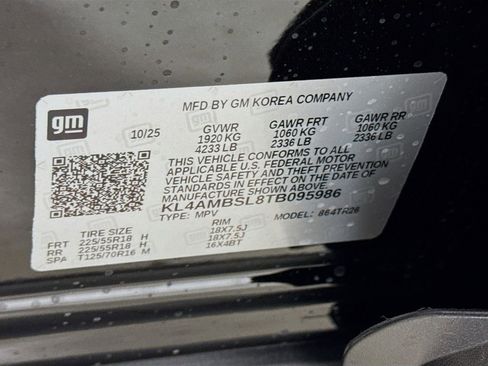 MFD BY GM KOREA COMPANY
gm
10/25 GVWR GAWR FRT GAWR RR
1920 KG 1060 KG 1060 KG
4233 LB 2336 LB 2336 LB
THIS VEHICLE CONFORMS TO ALL
APPLICABLE U.S. FEDERAL MOTOR
VEHICLE SAFETY, BUMPER, AND THEFT
PREVENTION STANDARDS IN
EFFECT ON THE DATE OF
MANUFACTURE SHOWN ABOVE.
KL4AMBSL8TB095986
TYPE: MPV MODEL: 864TR26
TIRE SIZE RIM
FRT 225/55R18 H 18X7.5J
RR 225/55R18 H 18X7.5J
SPA T125/70R16 M 16X4BT